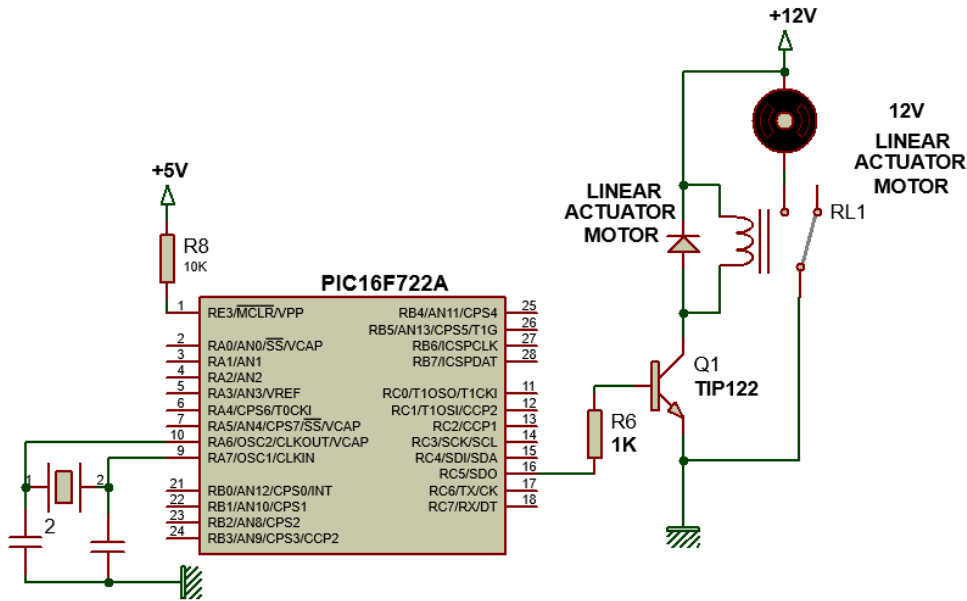 +12V
12V
LINEAR
ACTUATOR
MOTOR
+5V
LINEAR
ACTUATOR
MOTOR
RL1
R8
10K
PIC16F722A
1 RE3/MCLR/VPP
2 RA0/AN0/SS/VCAP
3 RA1/AN1
4 RA2/AN2
5 RA3/AN3/VREF
6 RA4/CPS6/T0CKI
7 RA5/AN4/CPS7/SS/VCAP
10 RA6/OSC2/CLKOUT/VCAP
9 RA7/OSC1/CLKIN
21 RB0/AN12/CPS0/INT
22 RB1/AN10/CPS1
23 RB2/AN8/CPS2
24 RB3/AN9/CPS3/CCP2
RB4/AN11/CPS4 25
RB5/AN13/CPS5/T1G 26
RB6/ICSPCLK 27
RB7/ICSPDAT 28
RC0/T1OSO/T1CKI 11
RC1/T1OSI/CCP2 12
RC2/CCP1 13
RC3/SCK/SCL 14
RC4/SDI/SDA 15
RC5/SDO 16
RC6/TX/CK 17
RC7/RX/DT 18
Q1
TIP122
R6
1K
1 2
2